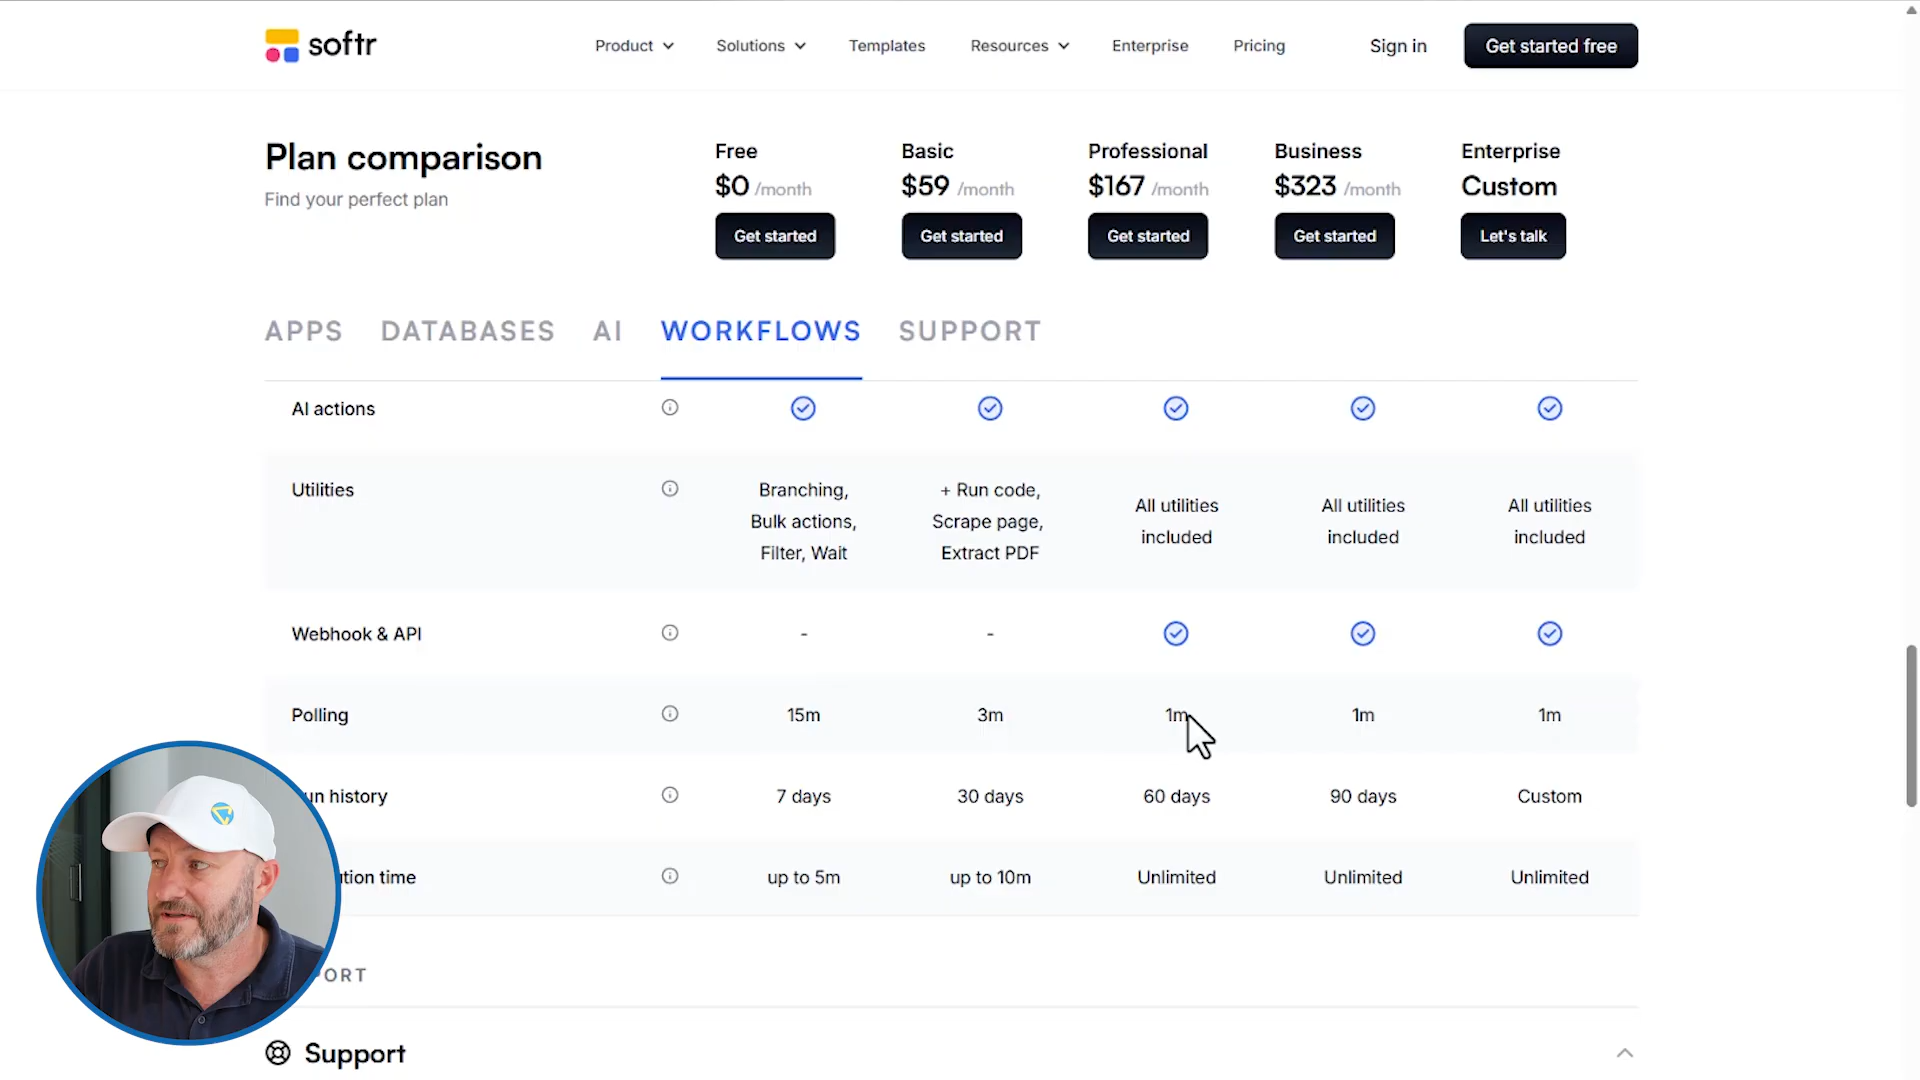 softr
Product Solutions Templates Resources Enterprise Pricing Sign in Get started free
Plan comparison
Find your perfect plan
Free Basic Professional Business Enterprise
$0 /month $59 /month $167 /month $323 /month Custom
Get started Get started Get started Get started Let's talk
APPS DATABASES AI WORKFLOWS SUPPORT
AI actions
Utilities
Branching,
Bulk actions,
Filter, Wait
+ Run code,
Scrape page,
Extract PDF
All utilities
included
All utilities
included
All utilities
included
Webhook & API - -
Polling 15m 3m 1m 1m 1m
un history 7 days 30 days 60 days 90 days Custom
ution time up to 5m up to 10m Unlimited Unlimited Unlimited
ORT
Support